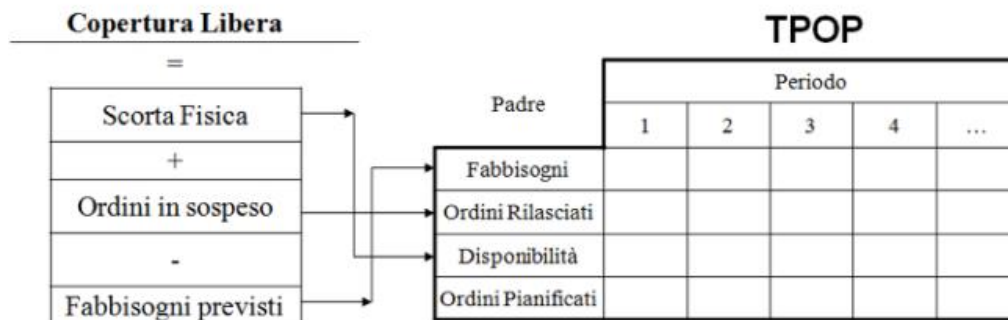 Copertura Libera
=
Scorta Fisica
+
Ordini in sospeso
-
Fabbisogni previsti
TPOP
Padre
Periodo
1 2 3 4 ...
Fabbisogni
Ordini Rilasciati
Disponibilità
Ordini Pianificati